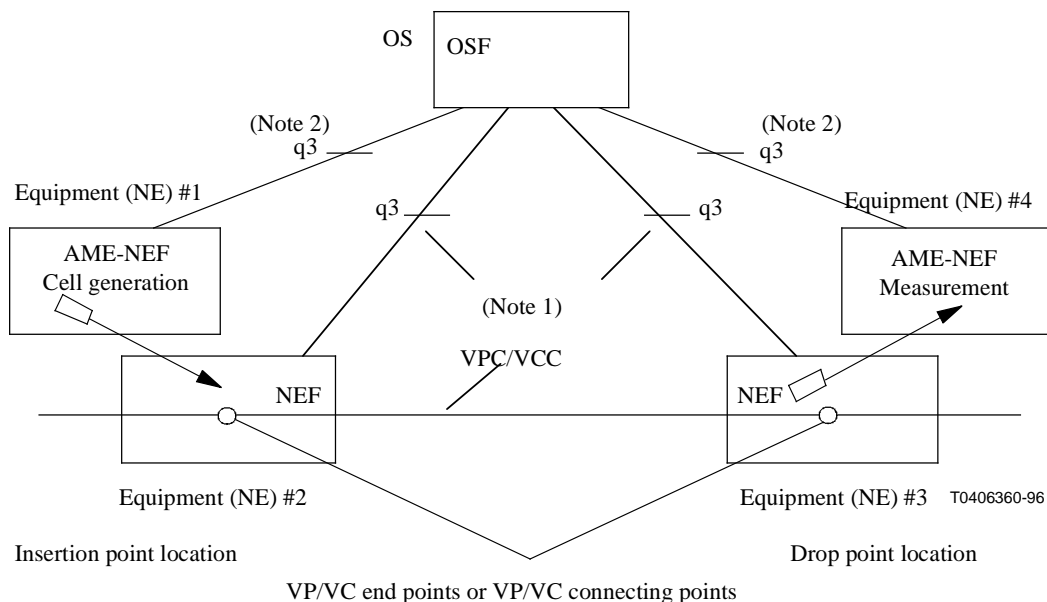 OS
OSF
(Note 2)
(Note 2)
q3
q3
Equipment (NE) #1
q3
q3
Equipment (NE) #4
AME-NEF
Cell generation
AME-NEF
Measurement
(Note 1)
VPC/VCC
NEF
NEF
Equipment (NE) #2
Equipment (NE) #3
T0406360-96
Insertion point location
Drop point location
VP/VC end points or VP/VC connecting points